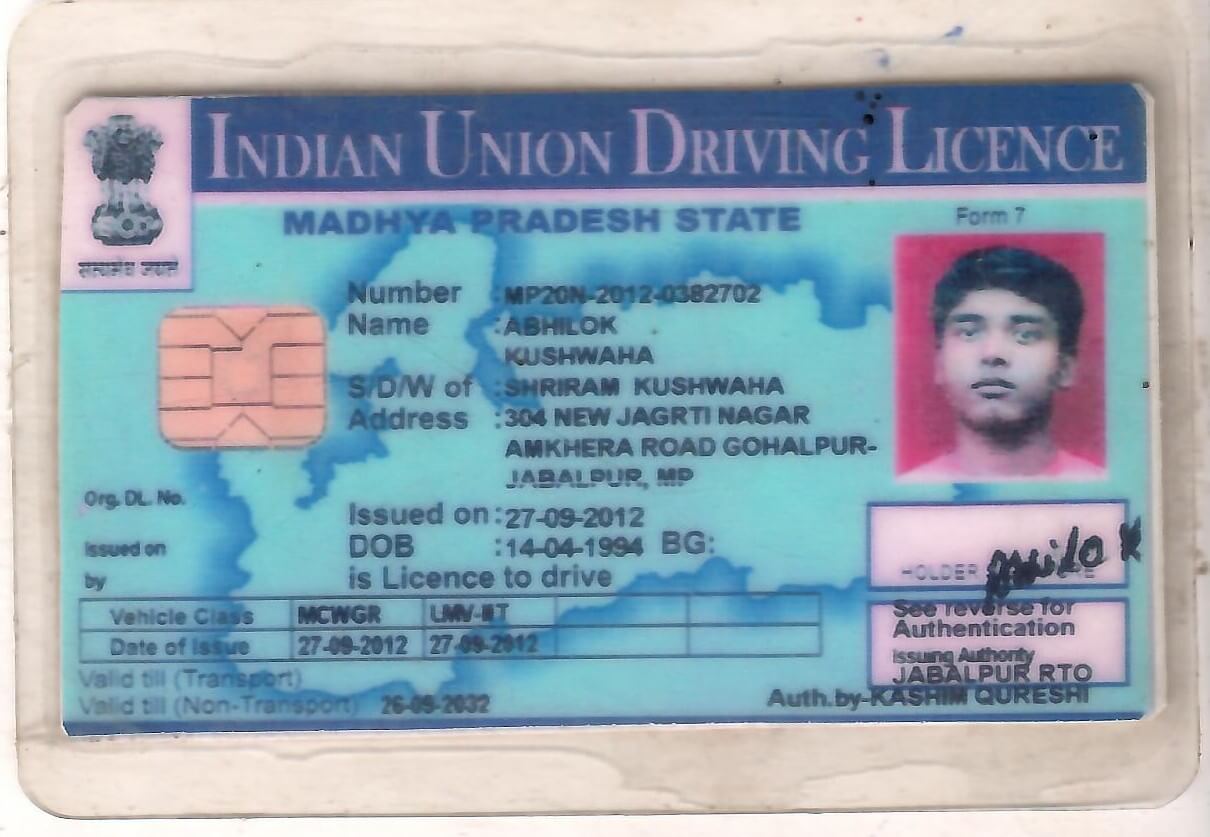 INDIAN UNION DRIVING LICENCE
सत्यमेव जयते
MADHYA PRADESH STATE
Form 7
Number : MP20N-2012-0382702
Name : ABHILOK
KUSHWAHA
S/D/W of : SHRIRAM KUSHWAHA
Address : 304 NEW JAGRTI NAGAR
AMKHERA ROAD GOHALPUR-
JABALPUR, MP
Org. DL. No.
Issued on : 27-09-2012
Issued on
DOB : 14-04-1994 BG:
by
is Licence to drive
HOLDER
Vehicle Class MCWGR LMV-NT
Date of Issue 27-09-2012 27-09-2012
See reverse for
Authentication
Issuing Authority
JABALPUR RTO
Valid till (Transport)
Valid till (Non-Transport) 26-09-2032
Auth.by-KASHIM QURESHI